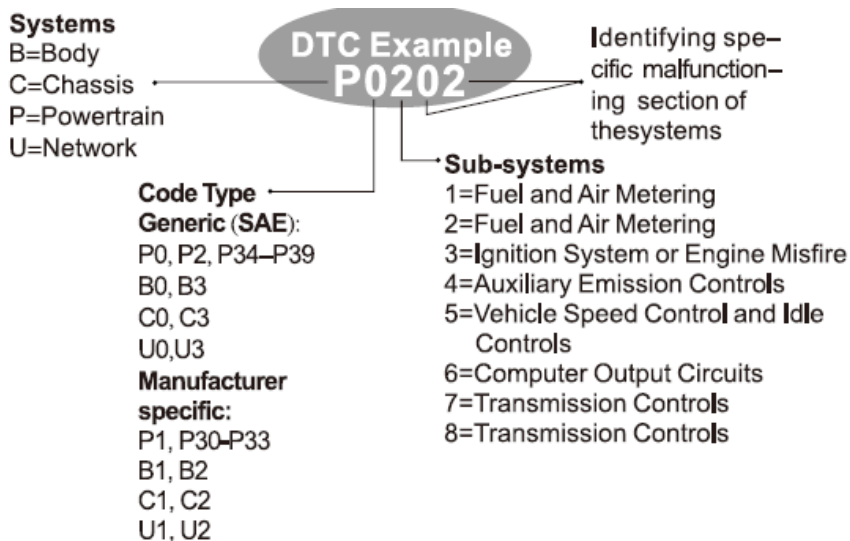 Systems
B=Body
C=Chassis
P=Powertrain
U=Network
DTC Example
P0202
Identifying spe–
cific malfunction–
ing section of
thesystems
Code Type
Generic (SAE):
P0, P2, P34–P39
B0, B3
C0, C3
U0,U3
Manufacturer
specific:
P1, P30–P33
B1, B2
C1, C2
U1, U2
Sub-systems
1=Fuel and Air Metering
2=Fuel and Air Metering
3=Ignition System or Engine Misfire
4=Auxiliary Emission Controls
5=Vehicle Speed Control and Idle
Controls
6=Computer Output Circuits
7=Transmission Controls
8=Transmission Controls